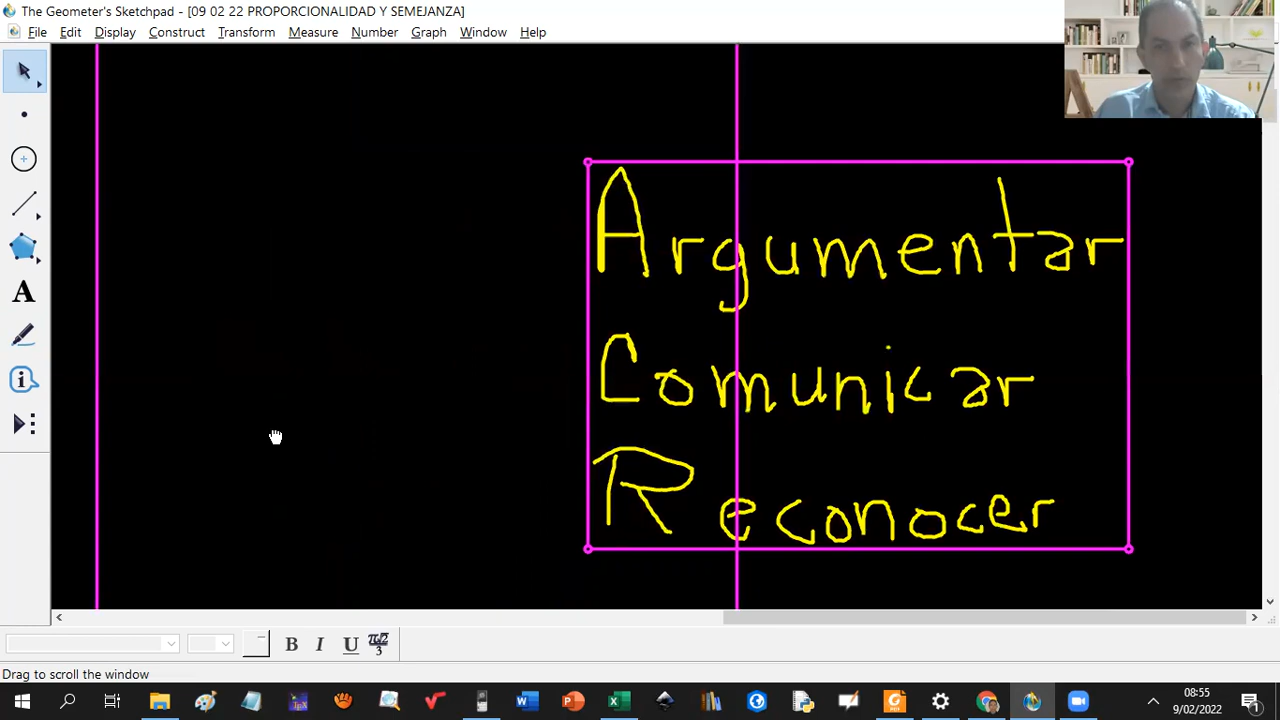 The Geometer's Sketchpad - [09 02 22 PROPORCIONALIDAD Y SEMEJANZA]
File Edit Display Construct Transform Measure Number Graph Window Help
Argumentar
Comunicar
Reconocer
A
B I U
Drag to scroll the window
08:55
9/02/2022